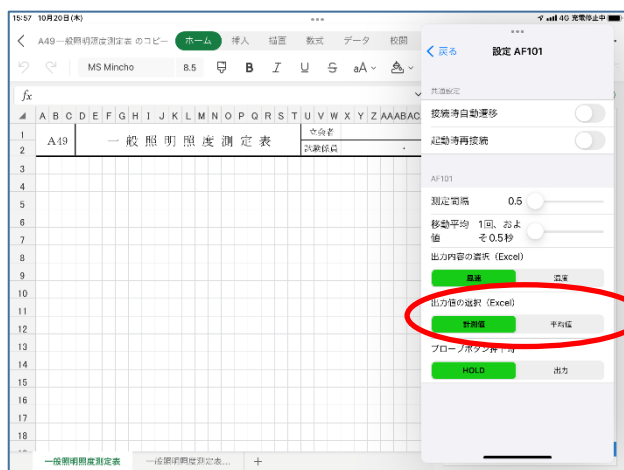 15:57 10月20日(木)
4G 充電停止中
A49一般照明照度測定表 のコピー ホーム 挿入 描画 数式 データ 校閲
MS Mincho 8.5 B I U S aA
fx
A B C D E F G H I J K L M N O P Q R S T U V W X Y Z AA AB AC
1 A49 一般照明照度測定表 立会者
2 試験係員
3
4
5
6
7
8
9
10
11
12
13
14
15
16
17
18
一般照明照度測定表 一般照明照度測定表… +
戻る 設定 AF101
共通設定
接続時自動遷移
起動時再接続
AF101
測定間隔 0.5
移動平均 1回、およ
値 そ0.5秒
出力内容の選択（Excel）
風速 温度
出力値の選択（Excel）
計測値 平均値
プローブボタン押下時
HOLD 出力